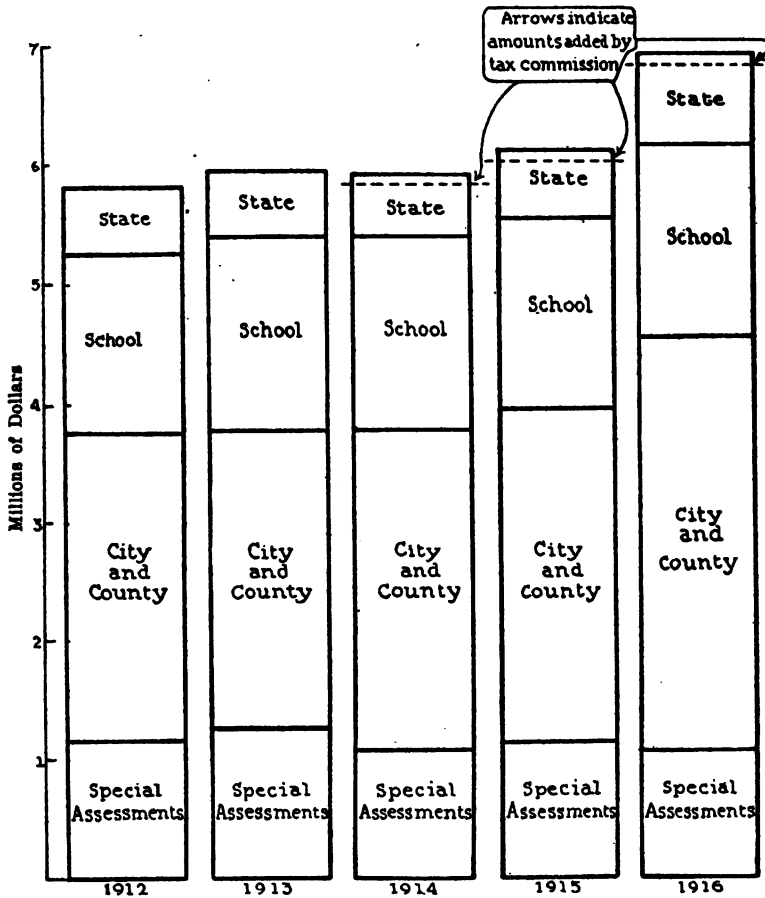 Arrows indicate
amounts added by
tax commission
Millions of Dollars
7
6
5
4
3
2
1
State
School
City
and
County
Special
Assessments
1912
State
School
City
and
County
Special
Assessments
1913
State
School
City
and
County
Special
Assessments
1914
State
School
City
and
County
Special
Assessments
1915
State
School
City
and
County
Special
Assessments
1916